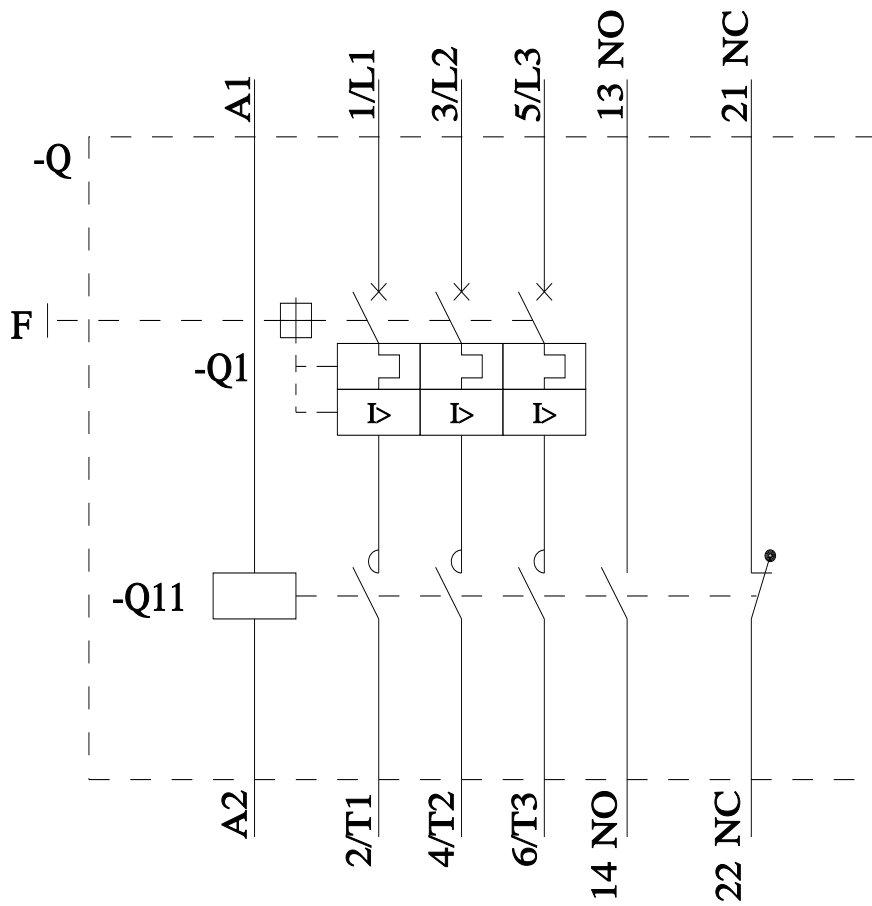 A1
1/L1
3/L2
5/L3
13 NO
21 NC
-Q
F
-Q1
I>
I>
I>
-Q11
A2
2/T1
4/T2
6/T3
14 NO
22 NC